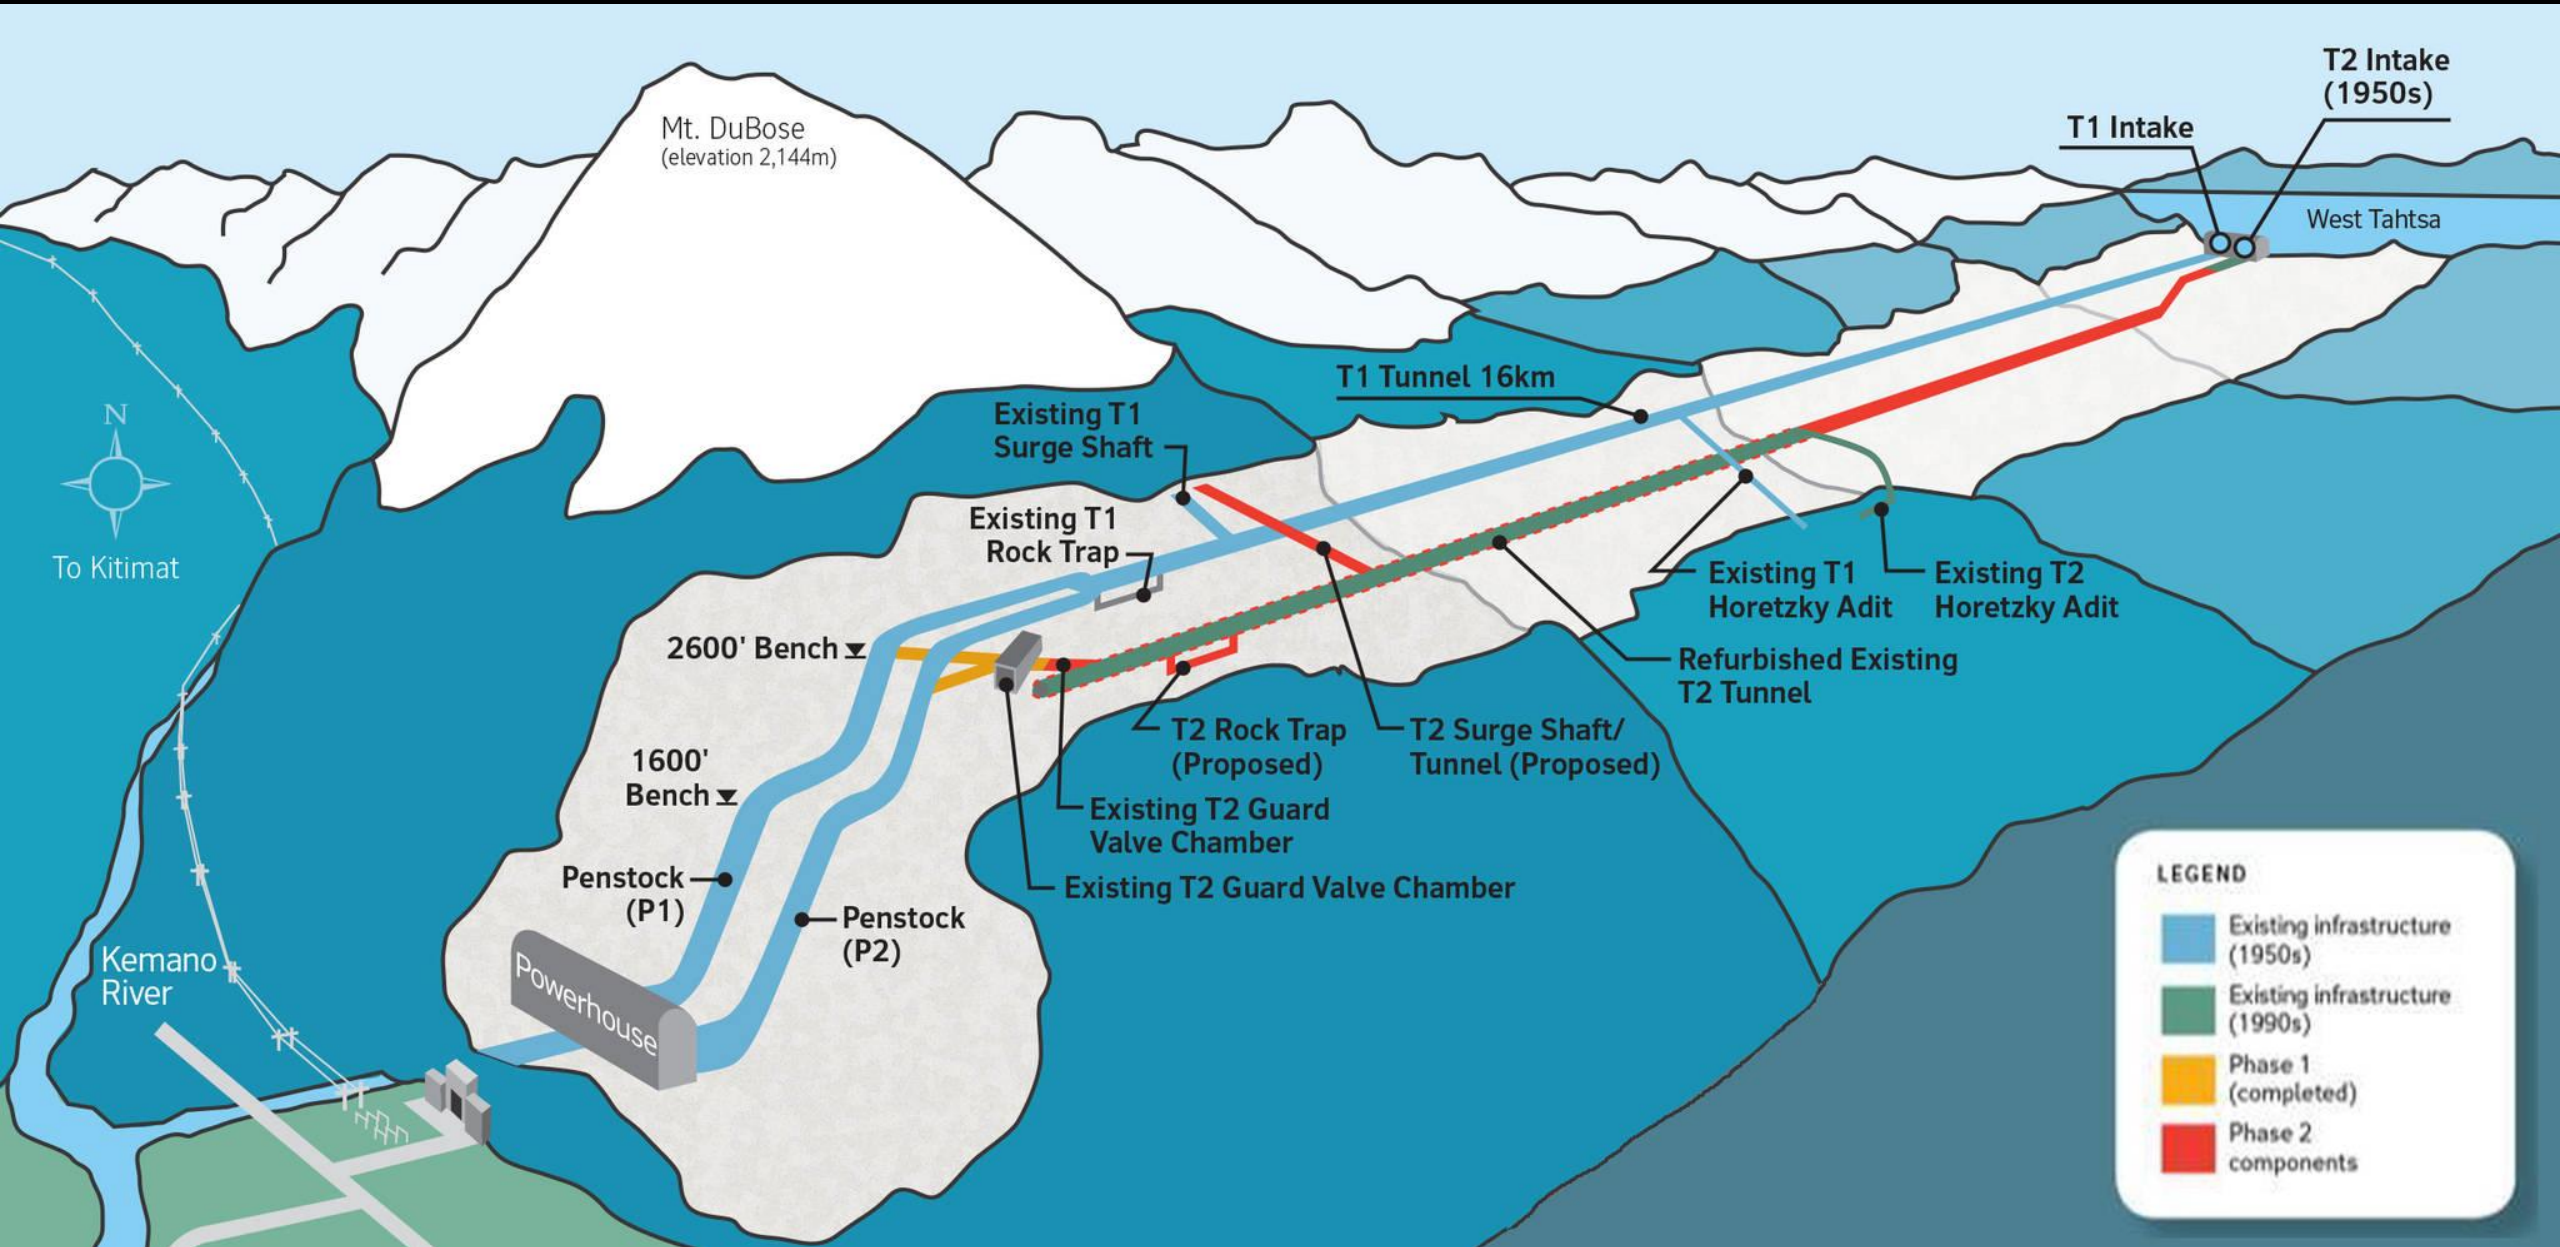 T2 Intake
(1950s)
T1 Intake
Mt. DuBose
(elevation 2,144m)
West Tahtsa
T1 Tunnel 16km
Existing T1
Surge Shaft
N
To Kitimat
Existing T1
Rock Trap
Existing T1
Horetzky Adit
Existing T2
Horetzky Adit
2600' Bench
Refurbished Existing
T2 Tunnel
T2 Rock Trap
(Proposed)
T2 Surge Shaft/
Tunnel (Proposed)
1600'
Bench
Existing T2 Guard
Valve Chamber
Existing T2 Guard Valve Chamber
Penstock
(P1)
Penstock
(P2)
Kemano
River
Powerhouse
LEGEND
Existing infrastructure
(1950s)
Existing infrastructure
(1990s)
Phase 1
(completed)
Phase 2
components